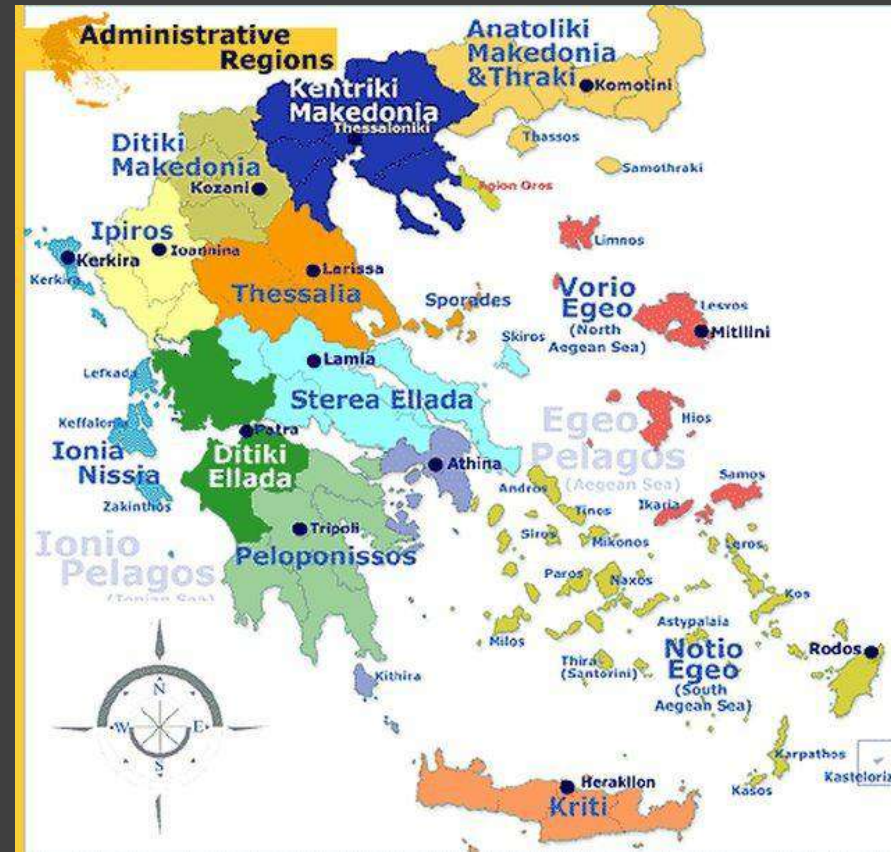 Administrative
Regions
Anatoliki
Makedonia
&Thraki
Komotini
Kentriki
Makedonia
Thessaloniki
Thassos
Samothraki
Ditiki
Makedonia
Kozani
Agion Oros
Ipiros
Ioannina
Kerkira
Kerkira
Limnos
Larissa
Thessalia
Sporades
Vorio
Egeo
(North
Aegean Sea)
Lesvos
Mitilini
Skiros
Lamia
Lefkada
Sterea Ellada
Keffalonia
Patra
Ionia
Nissia
Ditiki
Ellada
Egeo
Pelagos
(Aegean Sea)
Hios
Athina
Zakinthos
Andros
Samos
Ikaria
Tinos
Tripoli
Siros
Mikonos
Leros
Ionio
Pelagos
(Ionian Sea)
Peloponissos
Paros
Naxos
Kos
Milos
Astypalaia
Thira
(Santorini)
Notio
Egeo
(South
Aegean Sea)
Rodos
Kithira
N
W
E
S
Karpathos
Kasteloriz
Kasos
Heraklion
Kriti